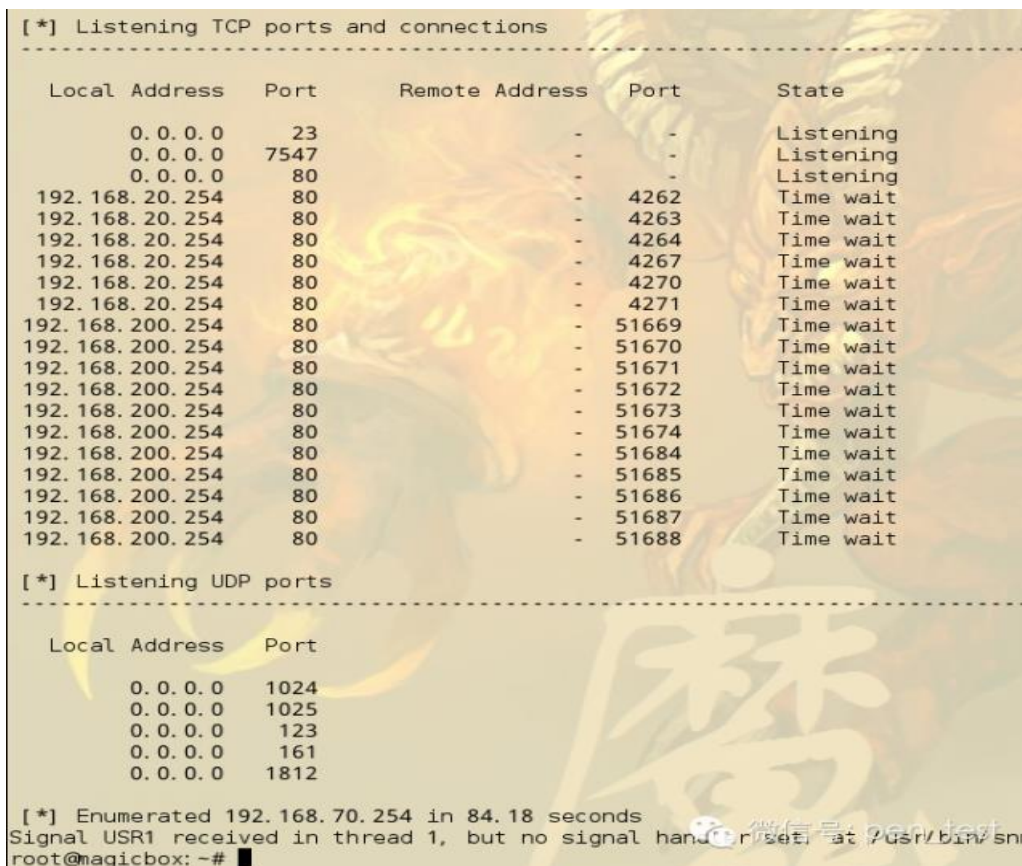 [*] Listening TCP ports and connections
--------------------------------------------------------------------------------
Local Address Port Remote Address Port State
0.0.0.0 23 - - Listening
0.0.0.0 7547 - - Listening
0.0.0.0 80 - - Listening
192.168.20.254 80 - 4262 Time wait
192.168.20.254 80 - 4263 Time wait
192.168.20.254 80 - 4264 Time wait
192.168.20.254 80 - 4267 Time wait
192.168.20.254 80 - 4270 Time wait
192.168.20.254 80 - 4271 Time wait
192.168.200.254 80 - 51669 Time wait
192.168.200.254 80 - 51670 Time wait
192.168.200.254 80 - 51671 Time wait
192.168.200.254 80 - 51672 Time wait
192.168.200.254 80 - 51673 Time wait
192.168.200.254 80 - 51674 Time wait
192.168.200.254 80 - 51684 Time wait
192.168.200.254 80 - 51685 Time wait
192.168.200.254 80 - 51686 Time wait
192.168.200.254 80 - 51687 Time wait
192.168.200.254 80 - 51688 Time wait
[*] Listening UDP ports
--------------------------------------------------------------------------------
Local Address Port
0.0.0.0 1024
0.0.0.0 1025
0.0.0.0 123
0.0.0.0 161
0.0.0.0 1812
[*] Enumerated 192.168.70.254 in 84.18 seconds
Signal USR1 received in thread 1, but no signal handler set. at /usr/bin/snm
微信号: pen_test
root@magicbox:~#